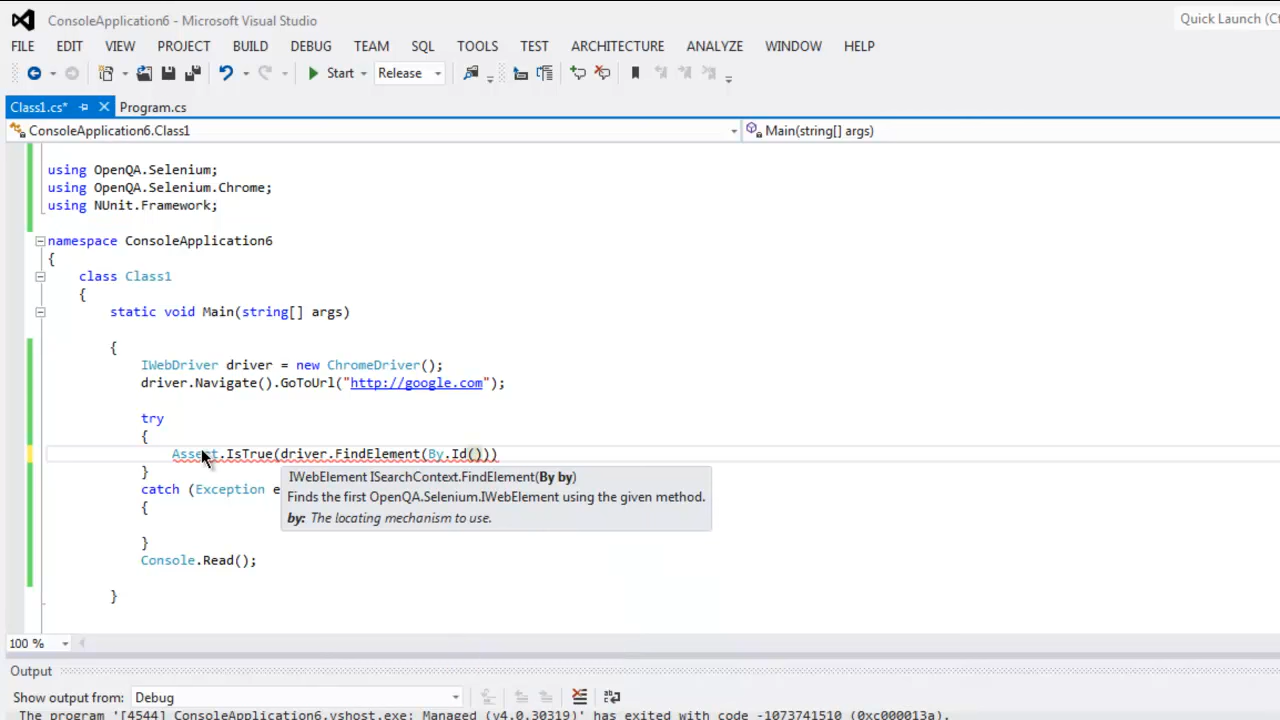 ConsoleApplication6 - Microsoft Visual Studio
Quick Launch (Ct
FILE EDIT VIEW PROJECT BUILD DEBUG TEAM SQL TOOLS TEST ARCHITECTURE ANALYZE WINDOW HELP
Start Release
Class1.cs* Program.cs
ConsoleApplication6.Class1 Main(string[] args)
using OpenQA.Selenium;
using OpenQA.Selenium.Chrome;
using NUnit.Framework;
namespace ConsoleApplication6
{
class Class1
{
static void Main(string[] args)
{
IWebDriver driver = new ChromeDriver();
driver.Navigate().GoToUrl("http://google.com");
try
{
Assert.IsTrue(driver.FindElement(By.Id()))
}
IWebElement ISearchContext.FindElement(By by)
catch (Exception e
Finds the first OpenQA.Selenium.IWebElement using the given method.
{
by: The locating mechanism to use.
}
Console.Read();
}
100 %
Output
Show output from: Debug
The program '[4544] ConsoleApplication6.vshost.exe: Managed (v4.0.30319)' has exited with code -1073741510 (0xc000013a).